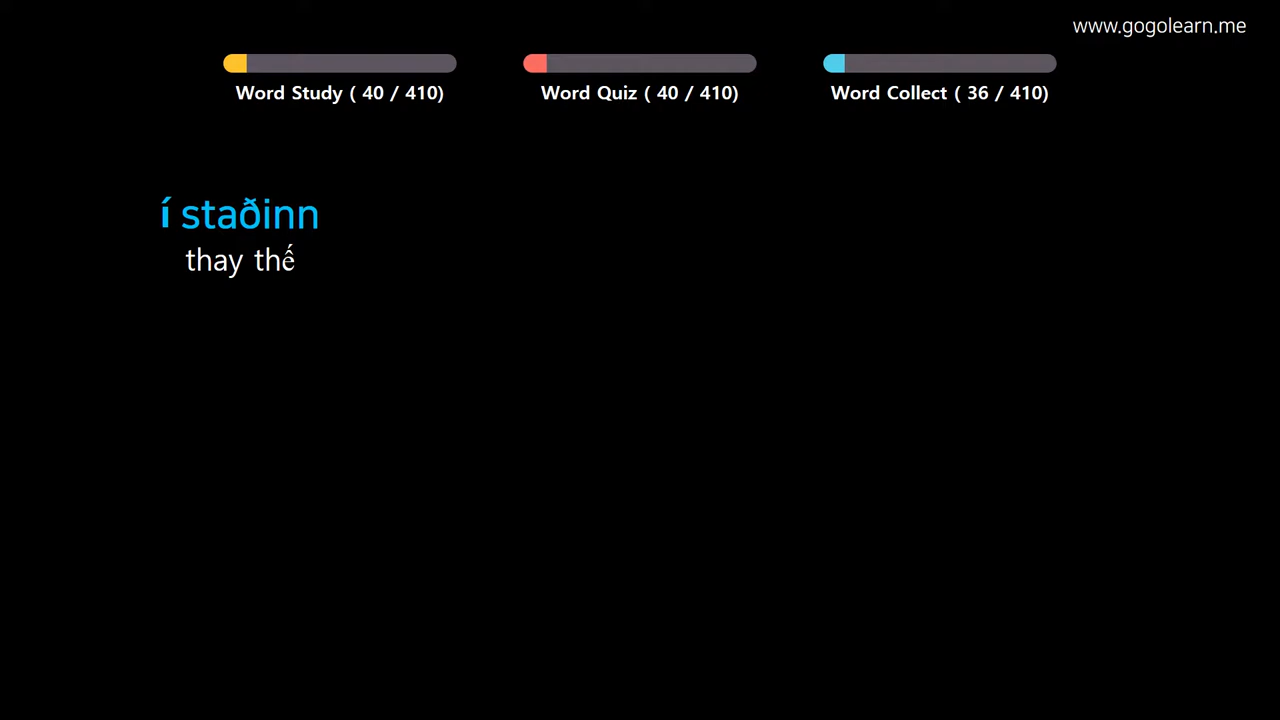 www.gogolearn.me
Word Study ( 40 / 410)
Word Quiz ( 40 / 410)
Word Collect ( 36 / 410)
í staðinn
thay thế